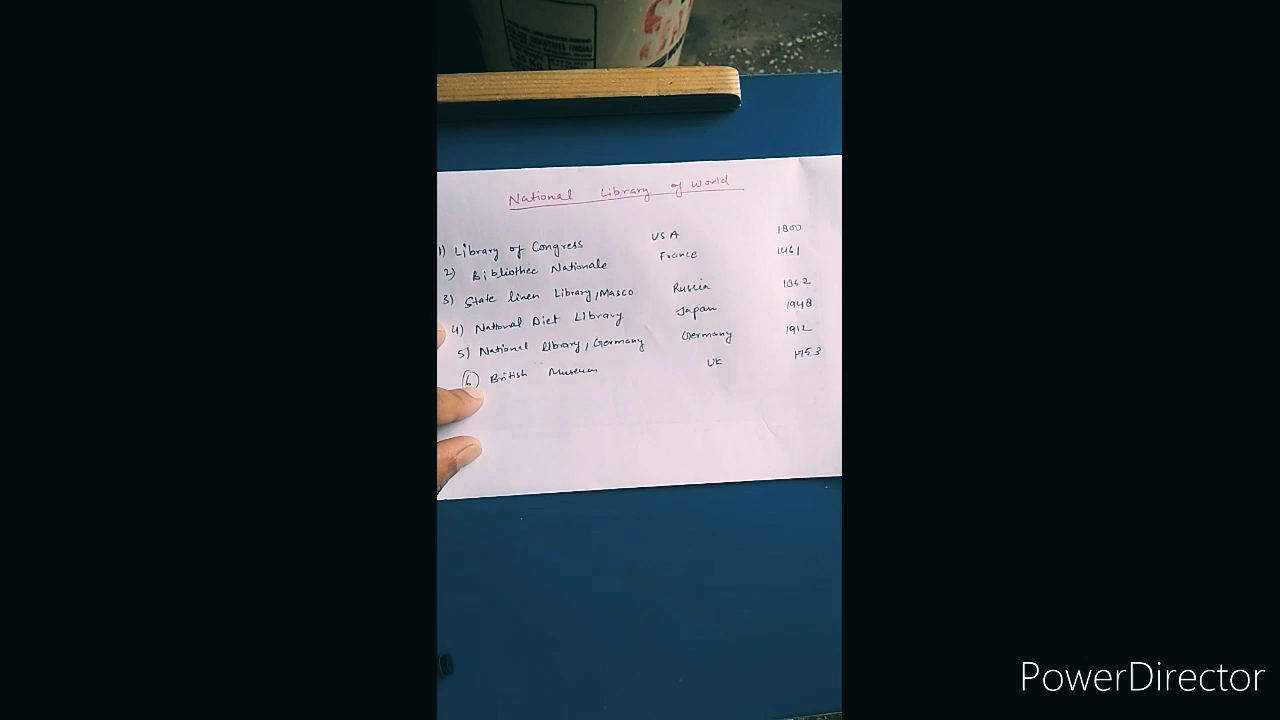 National Library of World
1) Library of Congress USA 1800
2) Bibliothec Nationale France 1461
3) State linen Library, Masco Russia 1862
4) National Diet Library Japan 1948
5) National Library, Germany Germany 1912
6) British Museum UK 1753
PowerDirector